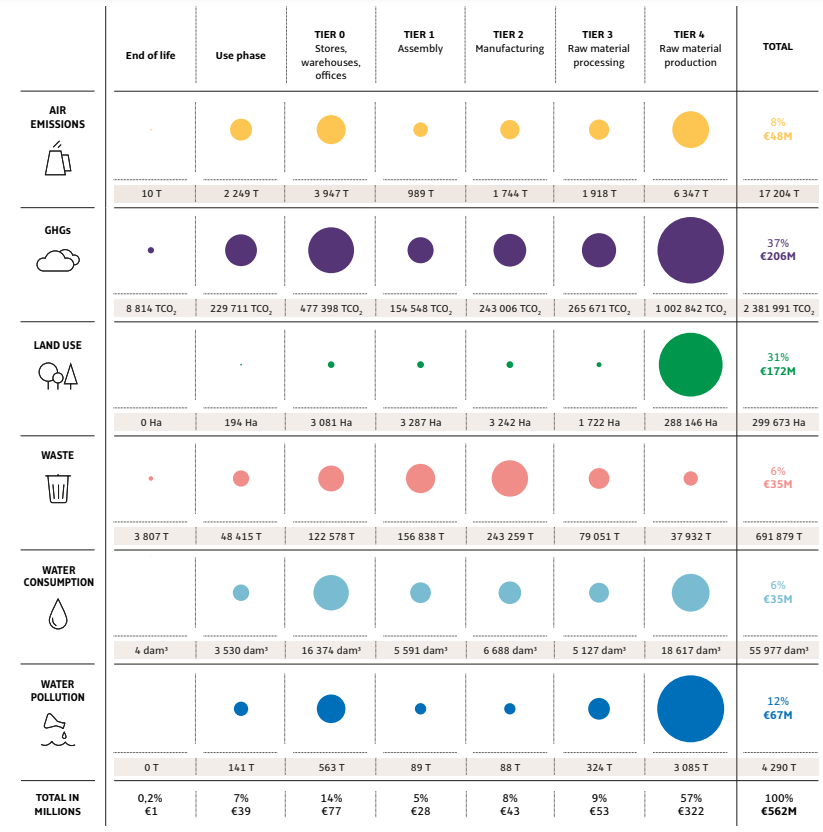 End of life
Use phase
TIER 0
Stores,
warehouses,
offices
TIER 1
Assembly
TIER 2
Manufacturing
TIER 3
Raw material
processing
TIER 4
Raw material
production
TOTAL
AIR
EMISSIONS
8%
€48M
10 T
2 249 T
3 947 T
989 T
1 744 T
1 918 T
6 347 T
17 204 T
GHGs
37%
€206M
8 814 TCO₂
229 711 TCO₂
477 398 TCO₂
154 548 TCO₂
243 006 TCO₂
265 671 TCO₂
1 002 842 TCO₂
2 381 991 TCO₂
LAND USE
31%
€172M
0 Ha
194 Ha
3 081 Ha
3 287 Ha
3 242 Ha
1 722 Ha
288 146 Ha
299 673 Ha
WASTE
6%
€35M
3 807 T
48 415 T
122 578 T
156 838 T
243 259 T
79 051 T
37 932 T
691 879 T
WATER
CONSUMPTION
6%
€35M
4 dam³
3 530 dam³
16 374 dam³
5 591 dam³
6 688 dam³
5 127 dam³
18 617 dam³
55 977 dam³
WATER
POLLUTION
12%
€67M
0 T
141 T
563 T
89 T
88 T
324 T
3 085 T
4 290 T
TOTAL IN
MILLIONS
0,2%
€1
7%
€39
14%
€77
5%
€28
8%
€43
9%
€53
57%
€322
100%
€562M